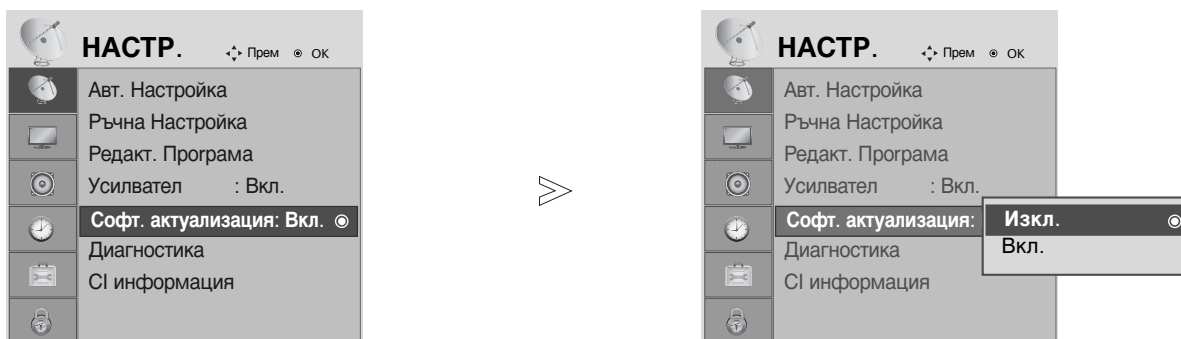 НАСТР. Прем OK
Авт. Настройка
Ръчна Настройка
Редакт. Програма
Усилвател : Вкл.
Софт. актуализация: Вкл.
Диагностика
CI информация
НАСТР. Прем OK
Авт. Настройка
Ръчна Настройка
Редакт. Програма
Усилвател : Вкл.
Софт. актуализация:
Изкл.
Вкл.
Диагностика
CI информация